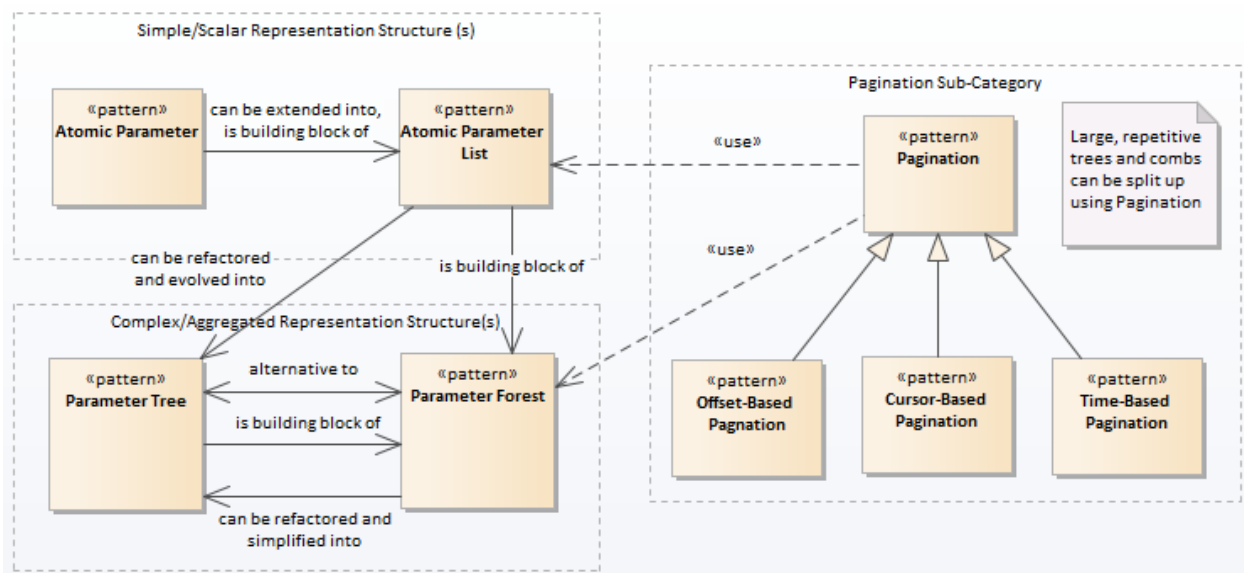 Simple/Scalar Representation Structure (s)
«pattern»
Atomic Parameter
can be extended into,
is building block of
«pattern»
Atomic Parameter
List
Pagination Sub-Category
«use»
«pattern»
Pagination
Large, repetitive
trees and combs
can be split up
using Pagination
can be refactored
and evolved into
is building block of
«use»
Complex/Aggregated Representation Structure(s)
«pattern»
Parameter Tree
alternative to
is building block of
can be refactored and
simplified into
«pattern»
Parameter Forest
«pattern»
Offset-Based
Pagnation
«pattern»
Cursor-Based
Pagination
«pattern»
Time-Based
Pagination